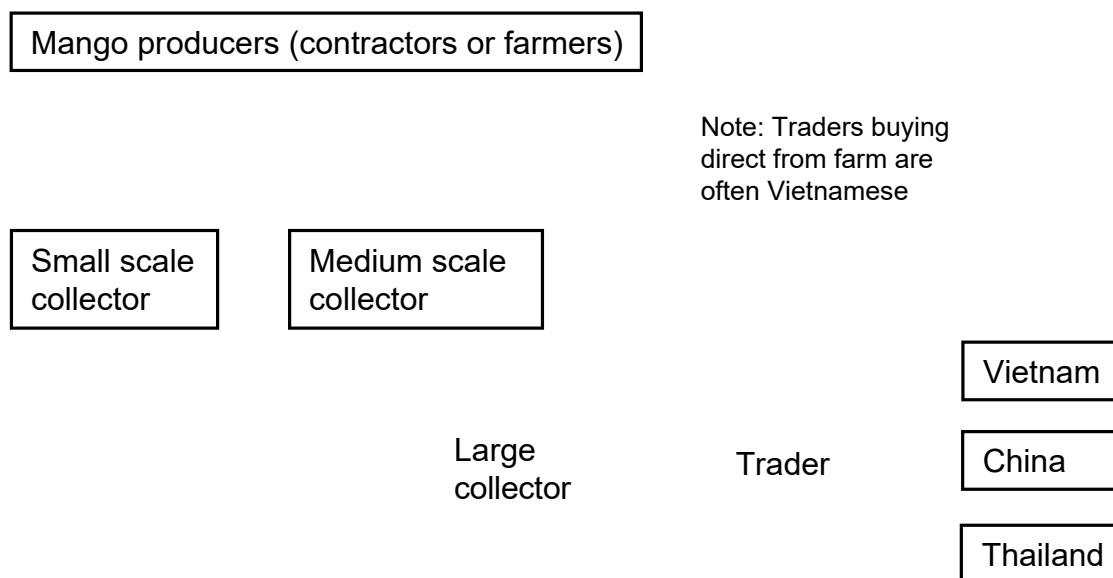 Mango producers (contractors or farmers)
Note: Traders buying
direct from farm are
often Vietnamese
Small scale
collector
Medium scale
collector
Vietnam
Large
collector
Trader
China
Thailand